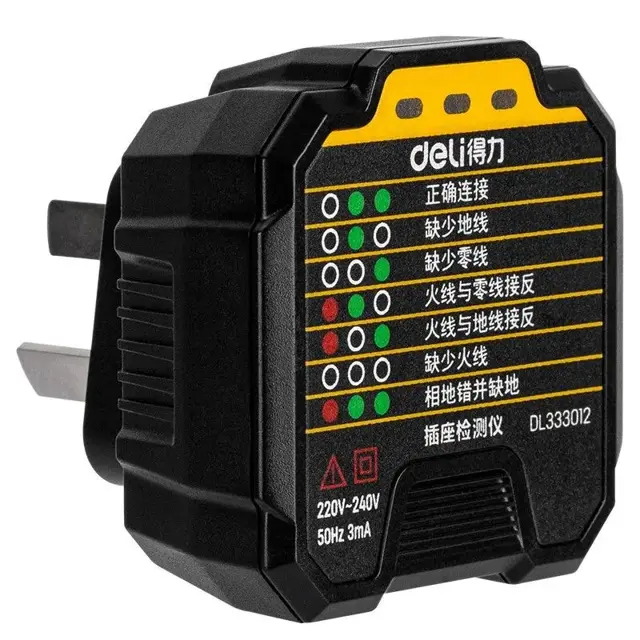 deli得力
正确连接
缺少地线
缺少零线
火线与零线接反
火线与地线接反
缺少火线
相地错并缺地
插座检测仪 DL333012
220V~240V
50Hz 3mA